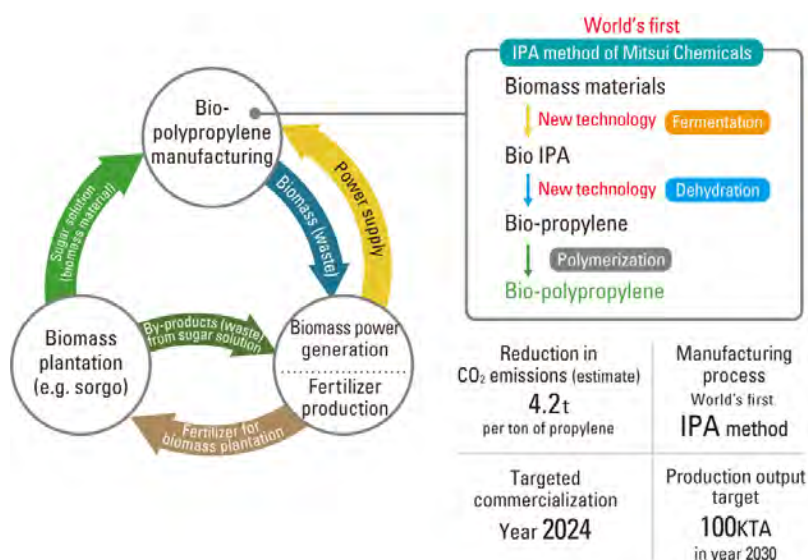 World's first
IPA method of Mitsui Chemicals
Biomass materials
New technology
Fermentation
Bio IPA
New technology
Dehydration
Bio-propylene
Polymerization
Bio-polypropylene
Bio-
polypropylene
manufacturing
Sugar solution
(biomass material)
Biomass (waste)
Power supply
Biomass
plantation
(e.g. sorgo)
By-products (waste)
from sugar solution
Biomass power
generation
Fertilizer
production
Fertilizer for
biomass plantation
Reduction in
CO₂ emissions (estimate)
4.2t
per ton of propylene
Manufacturing
process
World's first
IPA method
Targeted
commercialization
Year 2024
Production output
target
100KTA
in year 2030